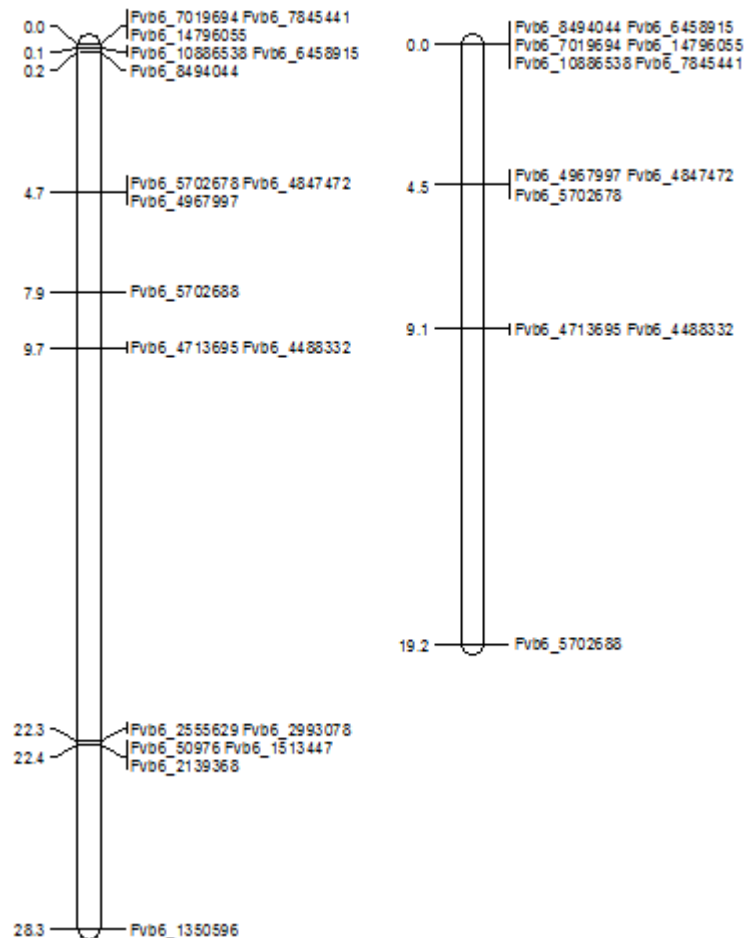 0.0 Fvb6_7019694 Fvb6_7845441
Fvb6_14796055
0.1 Fvb6_10886538 Fvb6_6458915
0.2 Fvb6_8494044
4.7 Fvb6_5702678 Fvb6_4847472
Fvb6_4967997
7.9 Fvb6_5702688
9.7 Fvb6_4713695 Fvb6_4488332
22.3 Fvb6_2555629 Fvb6_2993078
Fvb6_50976 Fvb6_1513447
22.4 Fvb6_2139368
28.3 Fvb6_1350596
Fvb6_8494044 Fvb6_6458915
0.0 Fvb6_7019694 Fvb6_14796055
Fvb6_10886538 Fvb6_7845441
4.5 Fvb6_4967997 Fvb6_4847472
Fvb6_5702678
9.1 Fvb6_4713695 Fvb6_4488332
19.2 Fvb6_5702688